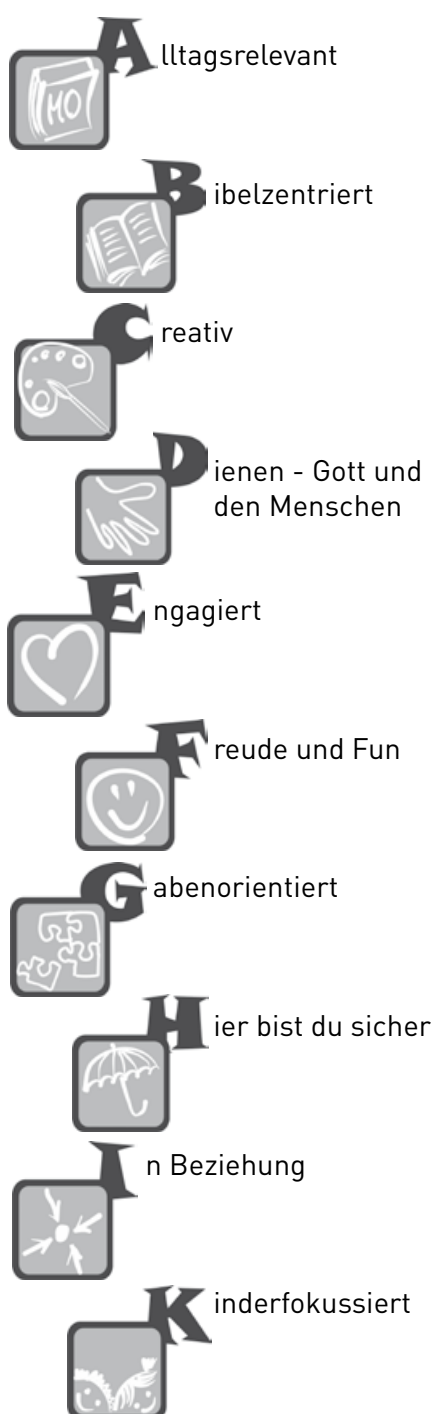 Alltagsrelevant
MO
Bibelzentriert
Creativ
Dienen - Gott und
den Menschen
Engagiert
Freude und Fun
Gabenorientiert
Hier bist du sicher
In Beziehung
Kinderfokussiert